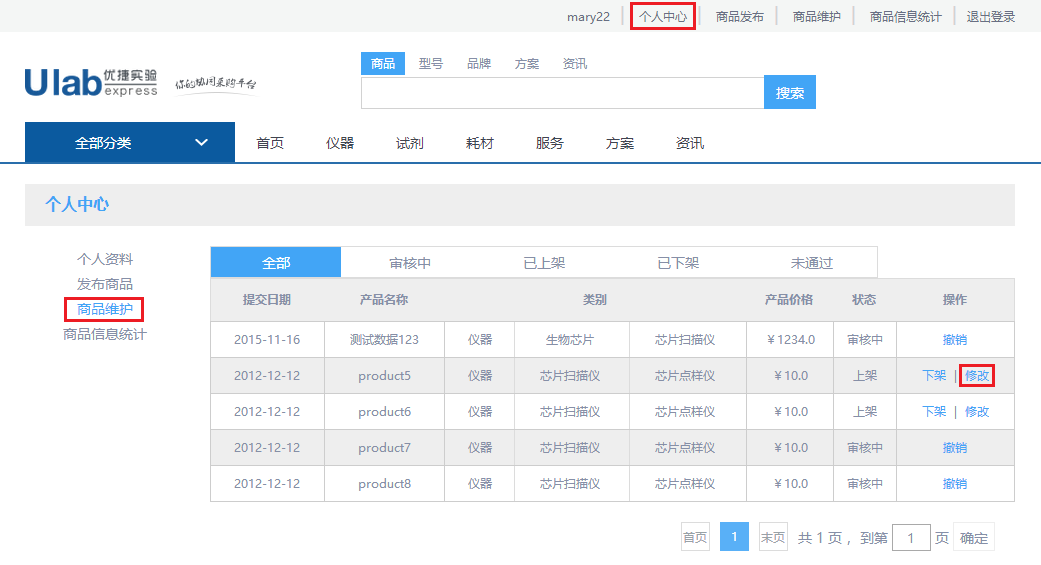 mary22 个人中心 商品发布 商品维护 商品信息统计 退出登录
商品 型号 品牌 方案 资讯
Ulab 优捷实验 express 你的协同采购平台
搜索
全部分类 首页 仪器 试剂 耗材 服务 方案 资讯
个人中心
个人资料
发布商品
商品维护
商品信息统计
全部 审核中 已上架 已下架 未通过
提交日期 产品名称 类别 产品价格 状态 操作
2015-11-16 测试数据123 仪器 生物芯片 芯片扫描仪 ￥1234.0 审核中 撤销
2012-12-12 product5 仪器 芯片扫描仪 芯片点样仪 ￥10.0 上架 下架 | 修改
2012-12-12 product6 仪器 芯片扫描仪 芯片点样仪 ￥10.0 上架 下架 | 修改
2012-12-12 product7 仪器 芯片扫描仪 芯片点样仪 ￥10.0 审核中 撤销
2012-12-12 product8 仪器 芯片扫描仪 芯片点样仪 ￥10.0 审核中 撤销
首页 1 末页 共 1 页 ，到第 1 页 确定